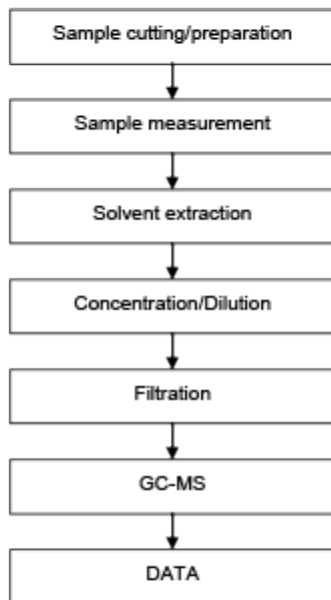 Sample cutting/preparation
Sample measurement
Solvent extraction
Concentration/Dilution
Filtration
GC-MS
DATA